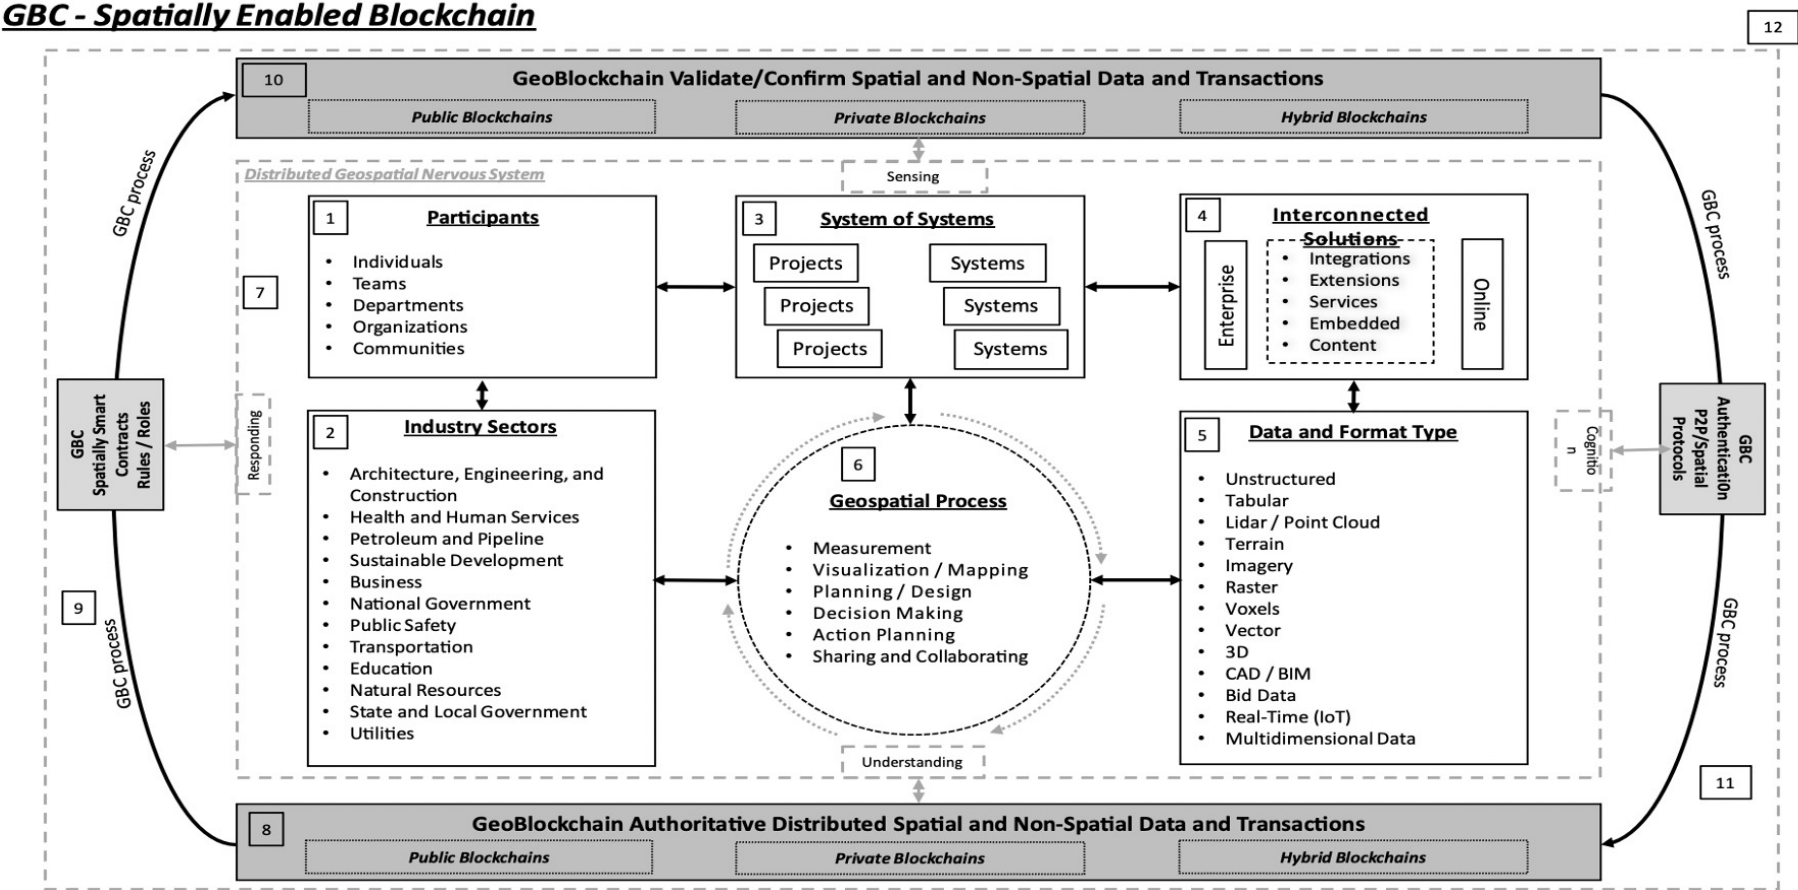 GBC - Spatially Enabled Blockchain
12
10
GeoBlockchain Validate/Confirm Spatial and Non-Spatial Data and Transactions
Public Blockchains
Private Blockchains
Hybrid Blockchains
Distributed Geospatial Nervous System
Sensing
GBC process
GBC process
7
1
Participants
• Individuals
• Teams
• Departments
• Organizations
• Communities
3
System of Systems
Projects
Systems
Projects
Systems
Projects
Systems
4
Interconnected
Solutions
Enterprise
• Integrations
• Extensions
• Services
• Embedded
• Content
Online
GBC
Spatially Smart
Contracts
Rules / Roles
Responding
2
Industry Sectors
• Architecture, Engineering, and
Construction
• Health and Human Services
• Petroleum and Pipeline
• Sustainable Development
• Business
• National Government
• Public Safety
• Transportation
• Education
• Natural Resources
• State and Local Government
• Utilities
6
Geospatial Process
• Measurement
• Visualization / Mapping
• Planning / Design
• Decision Making
• Action Planning
• Sharing and Collaborating
5
Data and Format Type
• Unstructured
• Tabular
• Lidar / Point Cloud
• Terrain
• Imagery
• Raster
• Voxels
• Vector
• 3D
• CAD / BIM
• Bid Data
• Real-Time (IoT)
• Multidimensional Data
Cognitio
n
GBC
Authenticati0n
P2P/Spatial
Protocols
9
GBC process
GBC process
11
Understanding
8
GeoBlockchain Authoritative Distributed Spatial and Non-Spatial Data and Transactions
Public Blockchains
Private Blockchains
Hybrid Blockchains